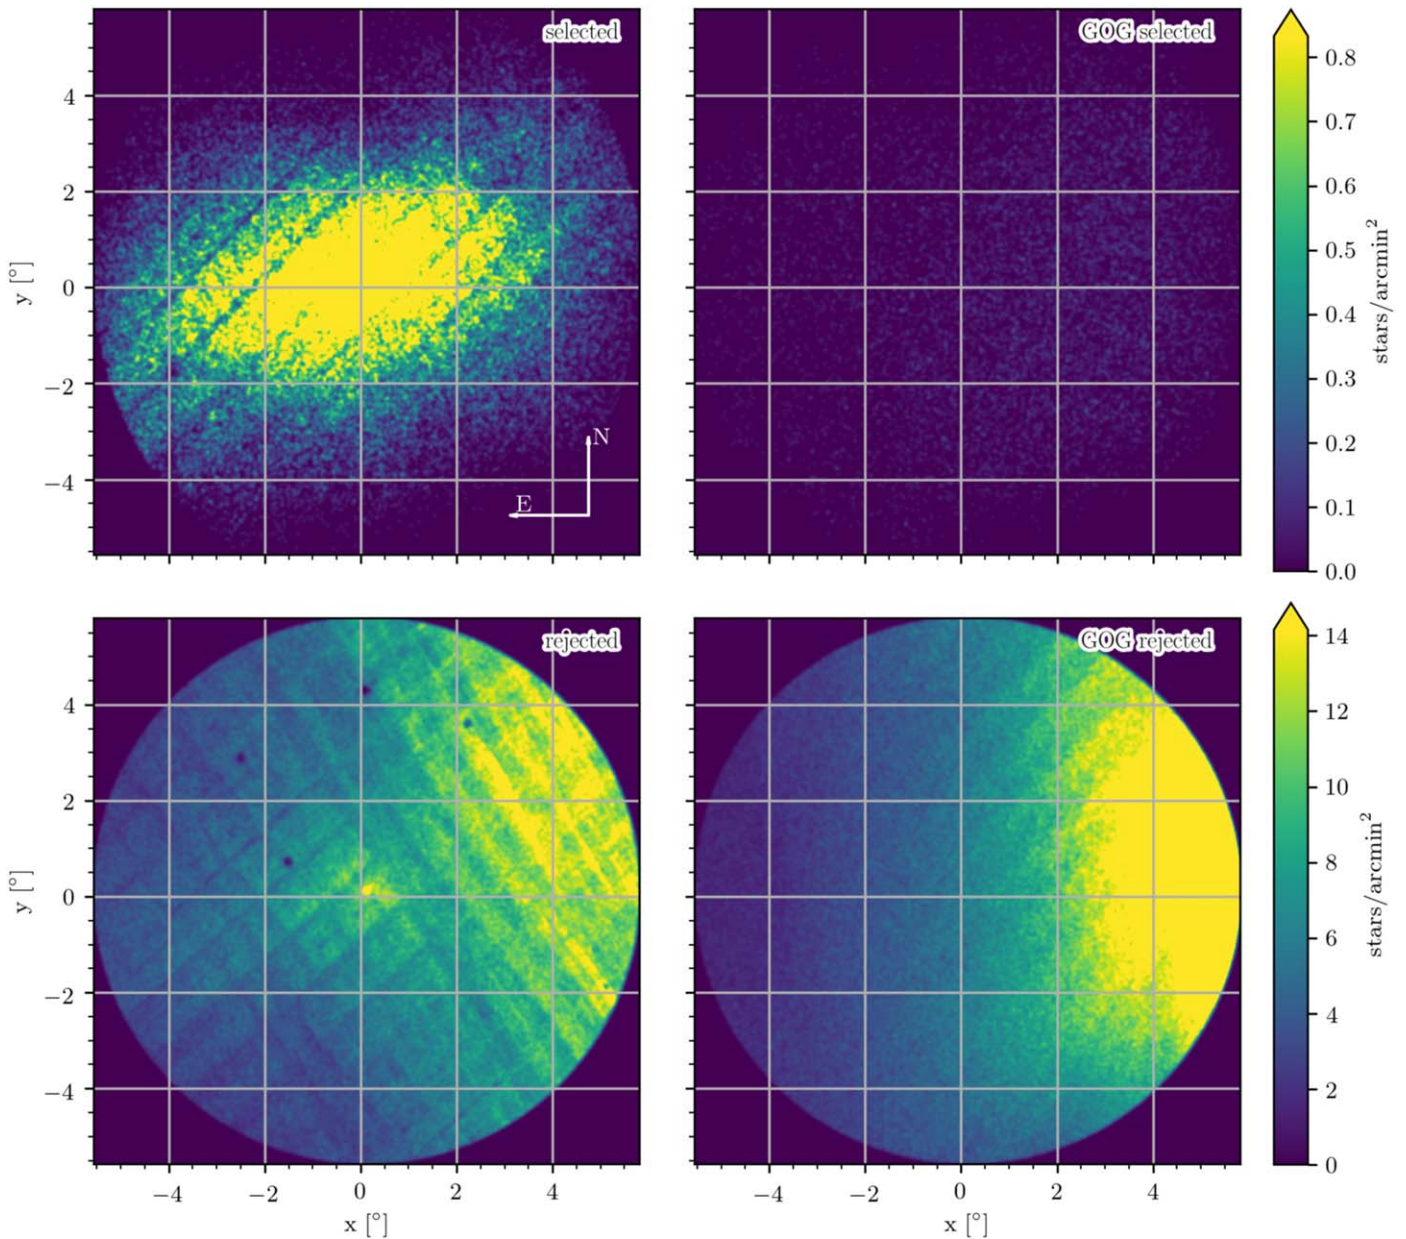 selected
GOG selected
4
2
0
−2
−4
y [°]
N
E
0.8
0.7
0.6
0.5
0.4
0.3
0.2
0.1
0.0
stars/arcmin²
rejected
GOG rejected
4
2
0
−2
−4
y [°]
14
12
10
8
6
4
2
0
stars/arcmin²
−4 −2 0 2 4
x [°]
−4 −2 0 2 4
x [°]